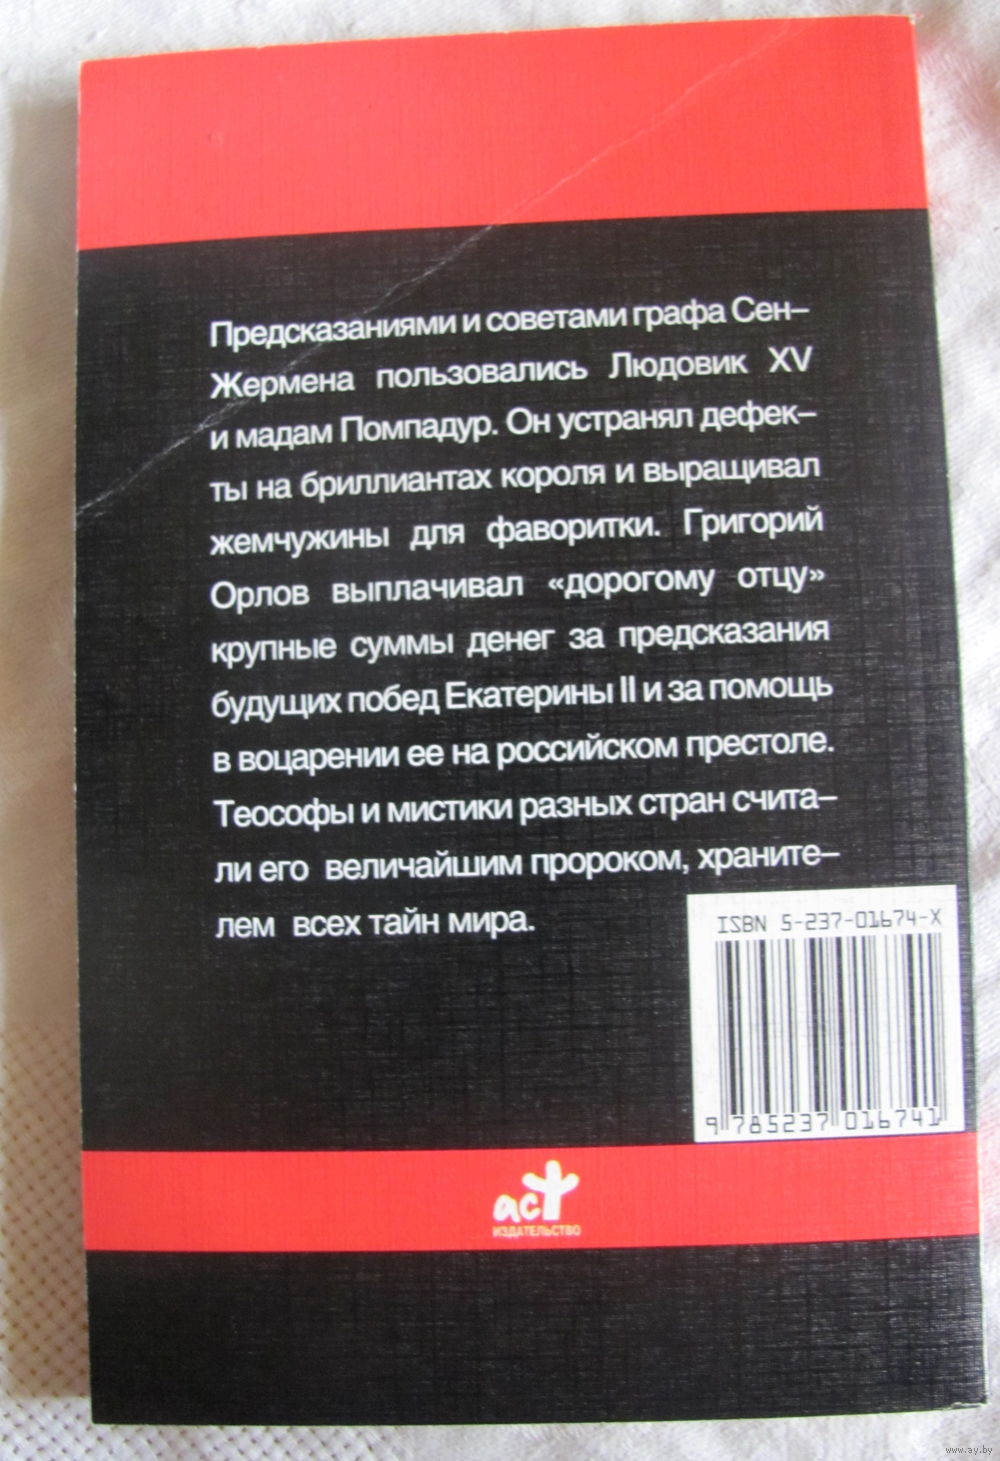 Предсказаниями и советами графа Сен-
Жермена пользовались Людовик XV
и мадам Помпадур. Он устранял дефек-
ты на бриллиантах короля и выращивал
жемчужины для фаворитки. Григорий
Орлов выплачивал «дорогому отцу»
крупные суммы денег за предсказания
будущих побед Екатерины II и за помощь
в воцарении ее на российском престоле.
Теософы и мистики разных стран счита-
ли его величайшим пророком, храните-
лем всех тайн мира.
ISBN 5-237-01674-X
9 785237 016741
аст
ИЗДАТЕЛЬСТВО
www.ay.by